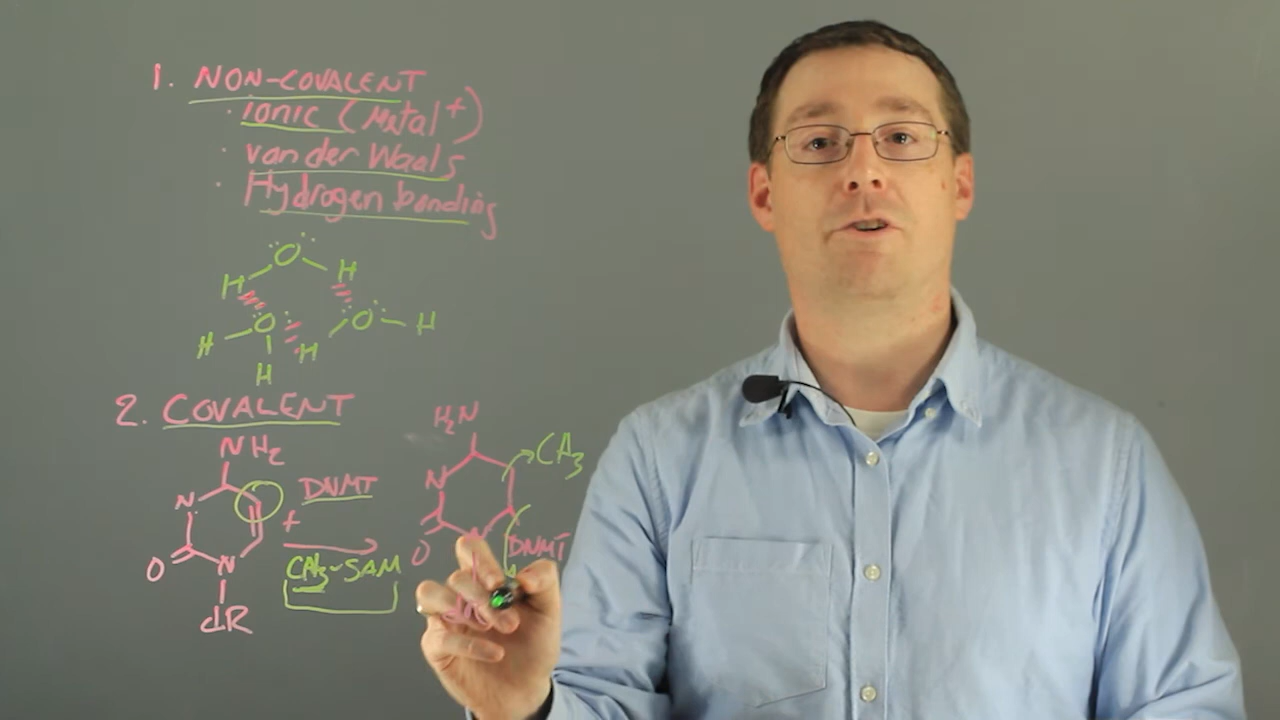 1. NON-COVALENT
· ionic (Metal+)
· van der Waals
· Hydrogen bonding
O
H H
O O H
H H
H
2. COVALENT
H2N
NH2 CH3
N DNMT N
+
O N CH3~SAM O DNMT
dR